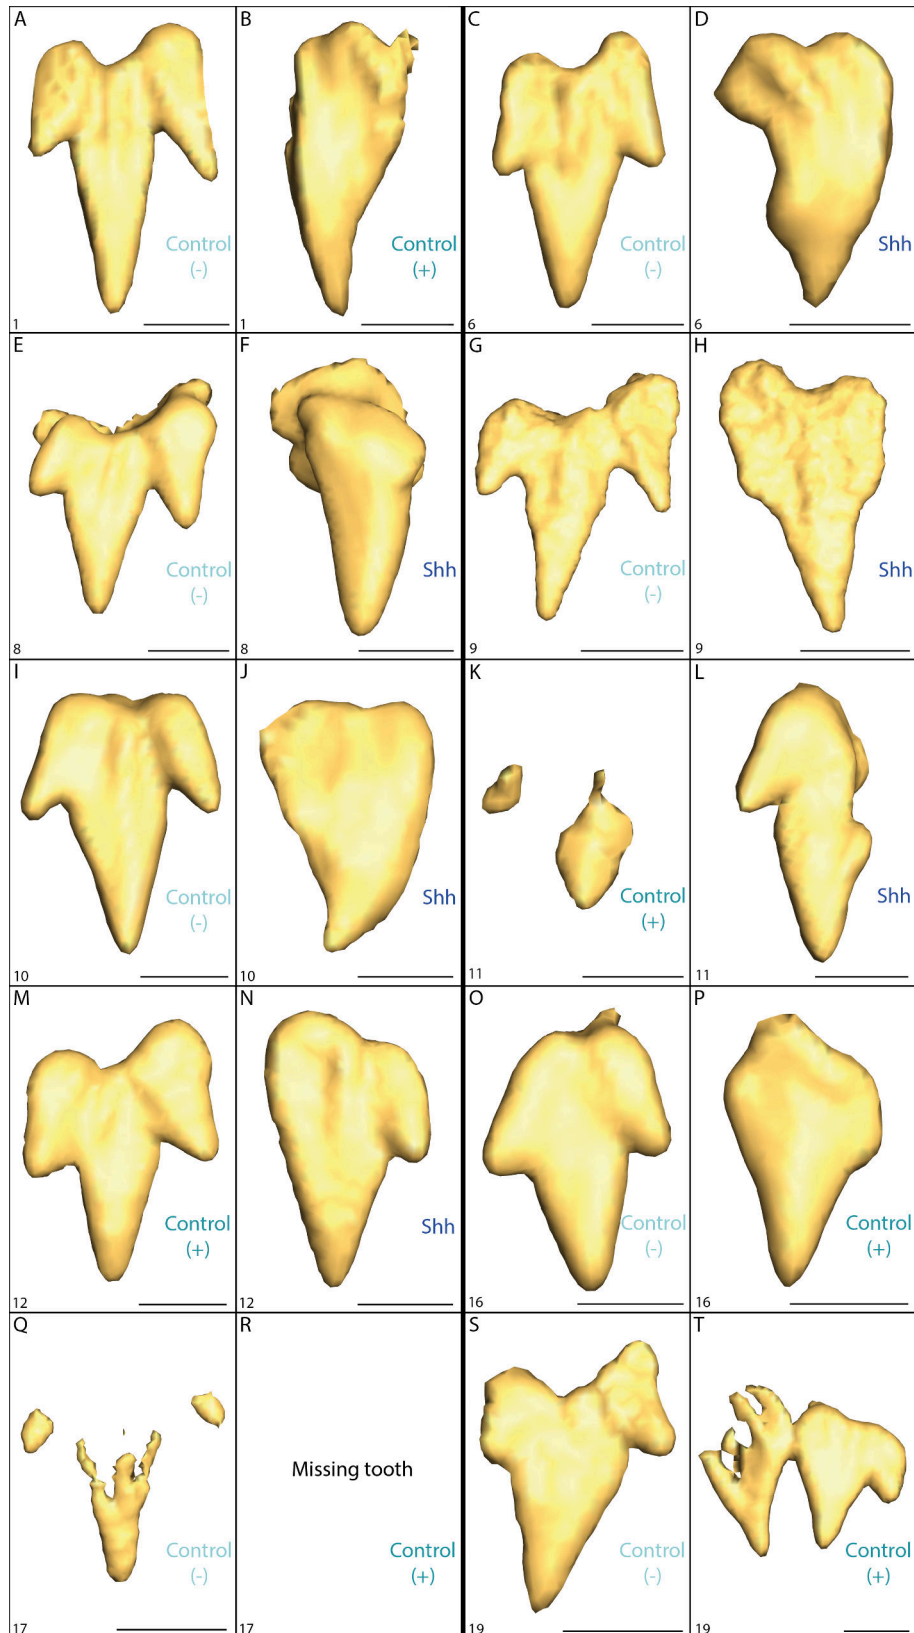 A
B
C
D
Control
(-)
Control
(+)
Control
(-)
Shh
1
1
6
6
E
F
G
H
Control
(-)
Shh
Control
(-)
Shh
8
8
9
9
I
J
K
L
Control
(-)
Shh
Control
(+)
Shh
10
10
11
11
M
N
O
P
Control
(+)
Shh
Control
(-)
Control
(+)
12
12
16
16
Q
R
S
T
Missing tooth
Control
(-)
Control
(+)
Control
(-)
Control
(+)
17
17
19
19